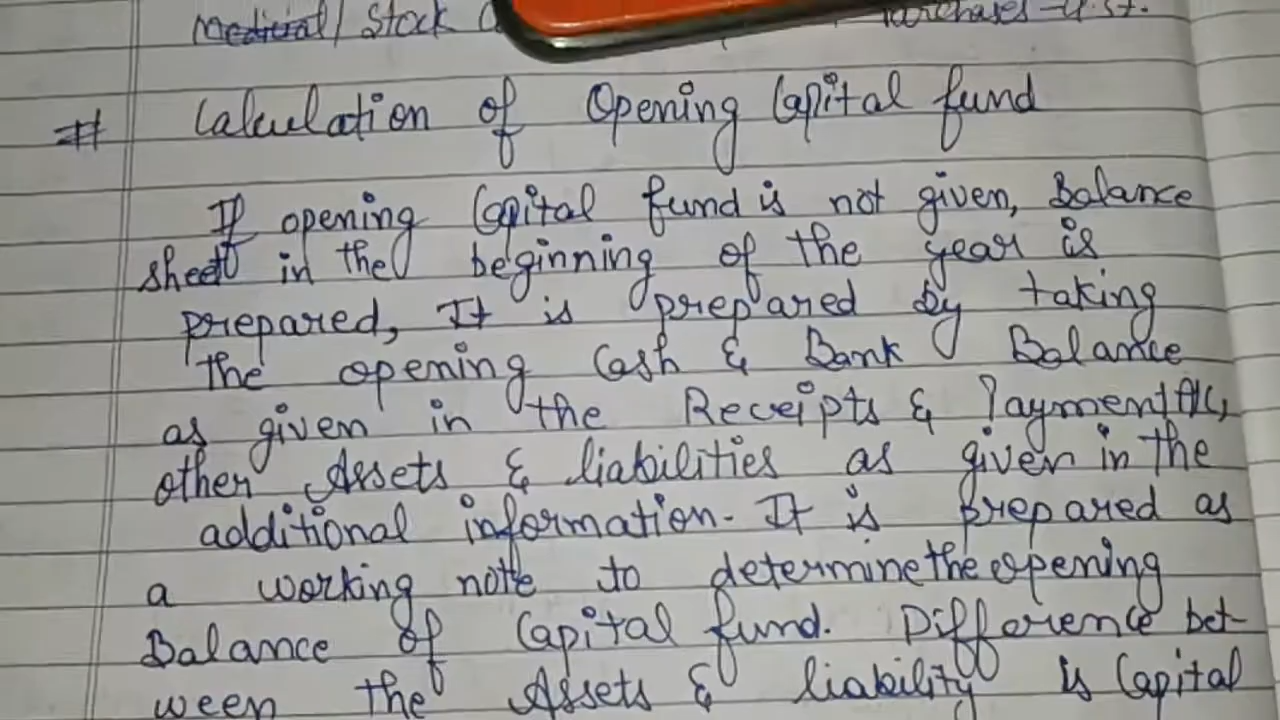 Medicial/ Stock
Purchases
# Calculation of Opening Capital fund
If opening Capital fund is not given, Balance
sheet in the beginning of the year is
prepared, It is prepared by taking
the opening Cash & Bank Balance
as given in the Receipts & Payment A/c,
other Assets & liabilities as given in the
additional information. It is prepared as
a working note to determine the opening
Balance of Capital fund. Difference bet-
ween the Assets & liability is Capital